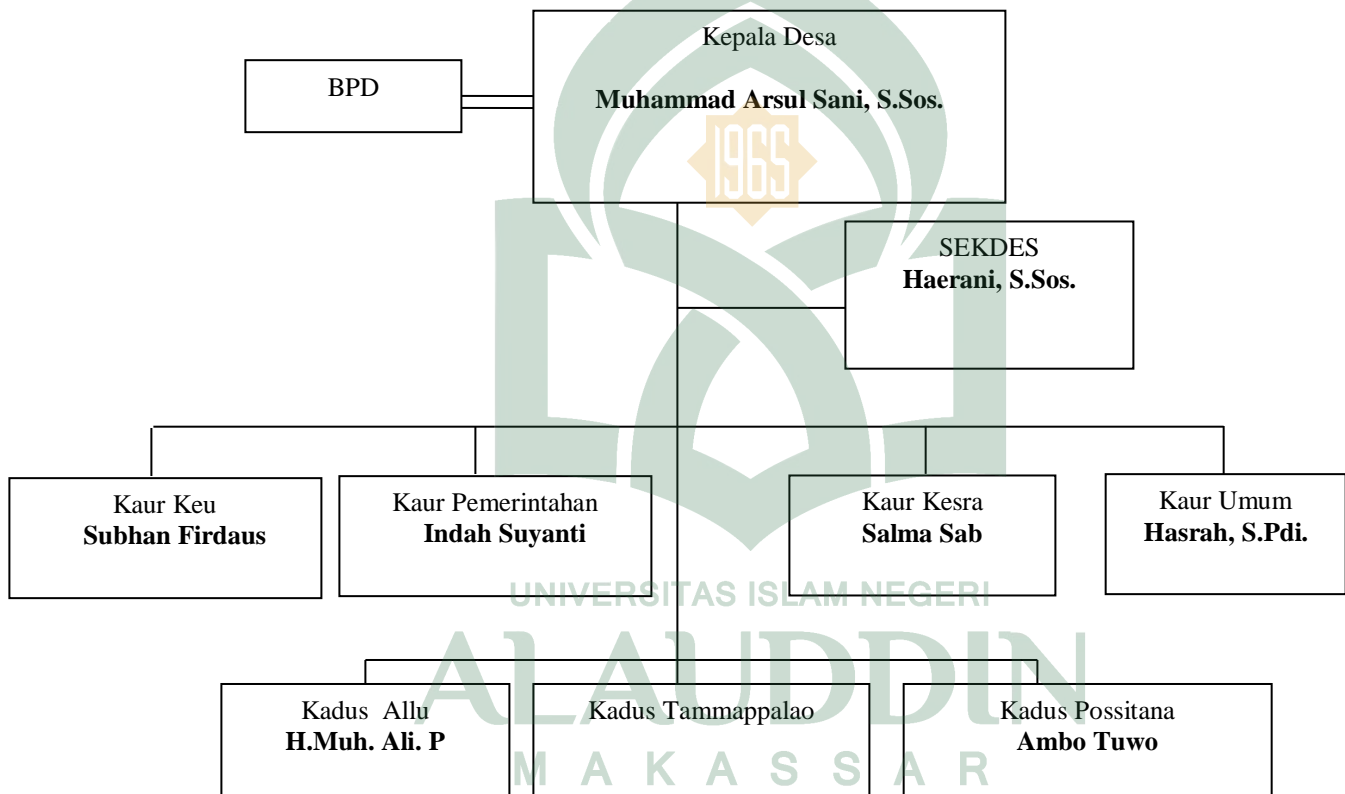 Kepala Desa
Muhammad Arsul Sani, S.Sos.
BPD
1965
SEKDES
Haerani, S.Sos.
Kaur Keu
Subhan Firdaus
Kaur Pemerintahan
Indah Suyanti
Kaur Kesra
Salma Sab
Kaur Umum
Hasrah, S.Pdi.
UNIVERSITAS ISLAM NEGERI
ALAUDDIN
Kadus Allu
H.Muh. Ali. P
Kadus Tammappalao
Kadus Possitana
Ambo Tuwo
MAKASSAR